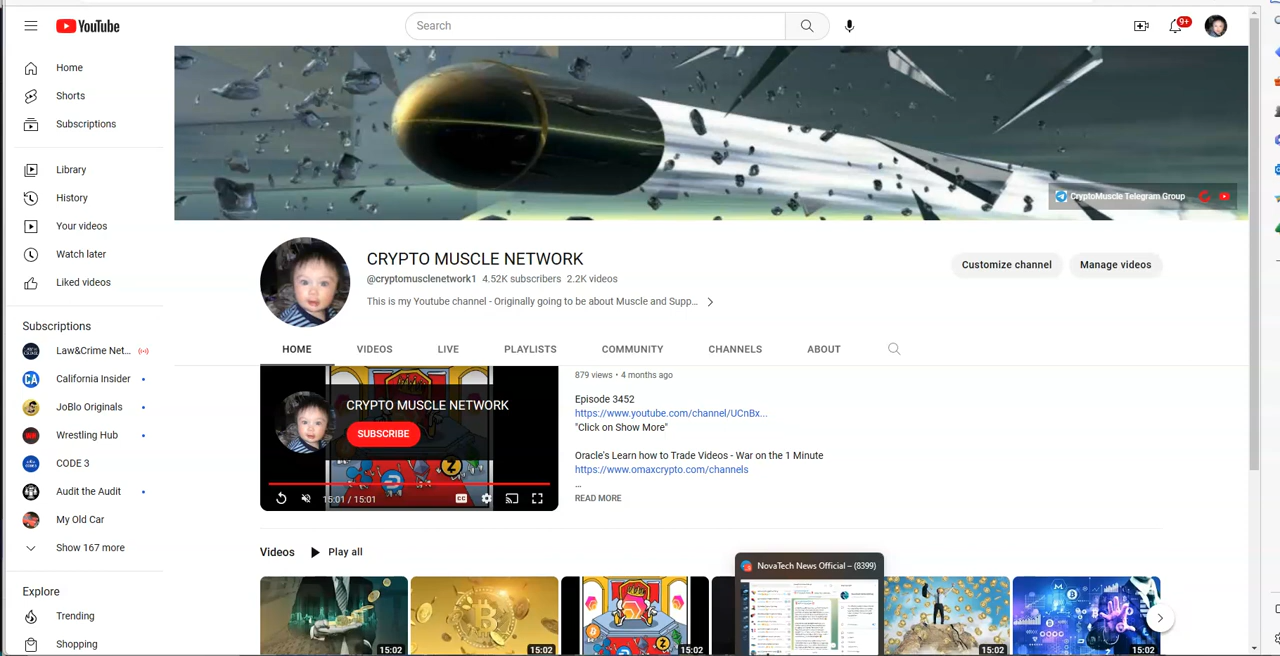 YouTube
Search
9+
Home
Shorts
Subscriptions
Library
History
Your videos
Watch later
Liked videos
Subscriptions
Law&Crime Net...
California Insider
JoBlo Originals
Wrestling Hub
CODE 3
Audit the Audit
My Old Car
Show 167 more
Explore
Trending
Shopping
CryptoMuscle Telegram Group
CRYPTO MUSCLE NETWORK
@cryptomusclenetwork1 4.52K subscribers 2.2K videos
This is my Youtube channel - Originally going to be about Muscle and Supp...
Customize channel
Manage videos
HOME
VIDEOS
LIVE
PLAYLISTS
COMMUNITY
CHANNELS
ABOUT
CRYPTO MUSCLE NETWORK
SUBSCRIBE
15:01 / 15:01
CC
879 views • 4 months ago
Episode 3452
https://www.youtube.com/channel/UCnBx...
"Click on Show More"
Oracle's Learn how to Trade Videos - War on the 1 Minute
https://www.omaxcrypto.com/channels
...
READ MORE
Videos
Play all
NovaTech News Official – (8399)
15:02
15:02
15:02
15:02
15:02